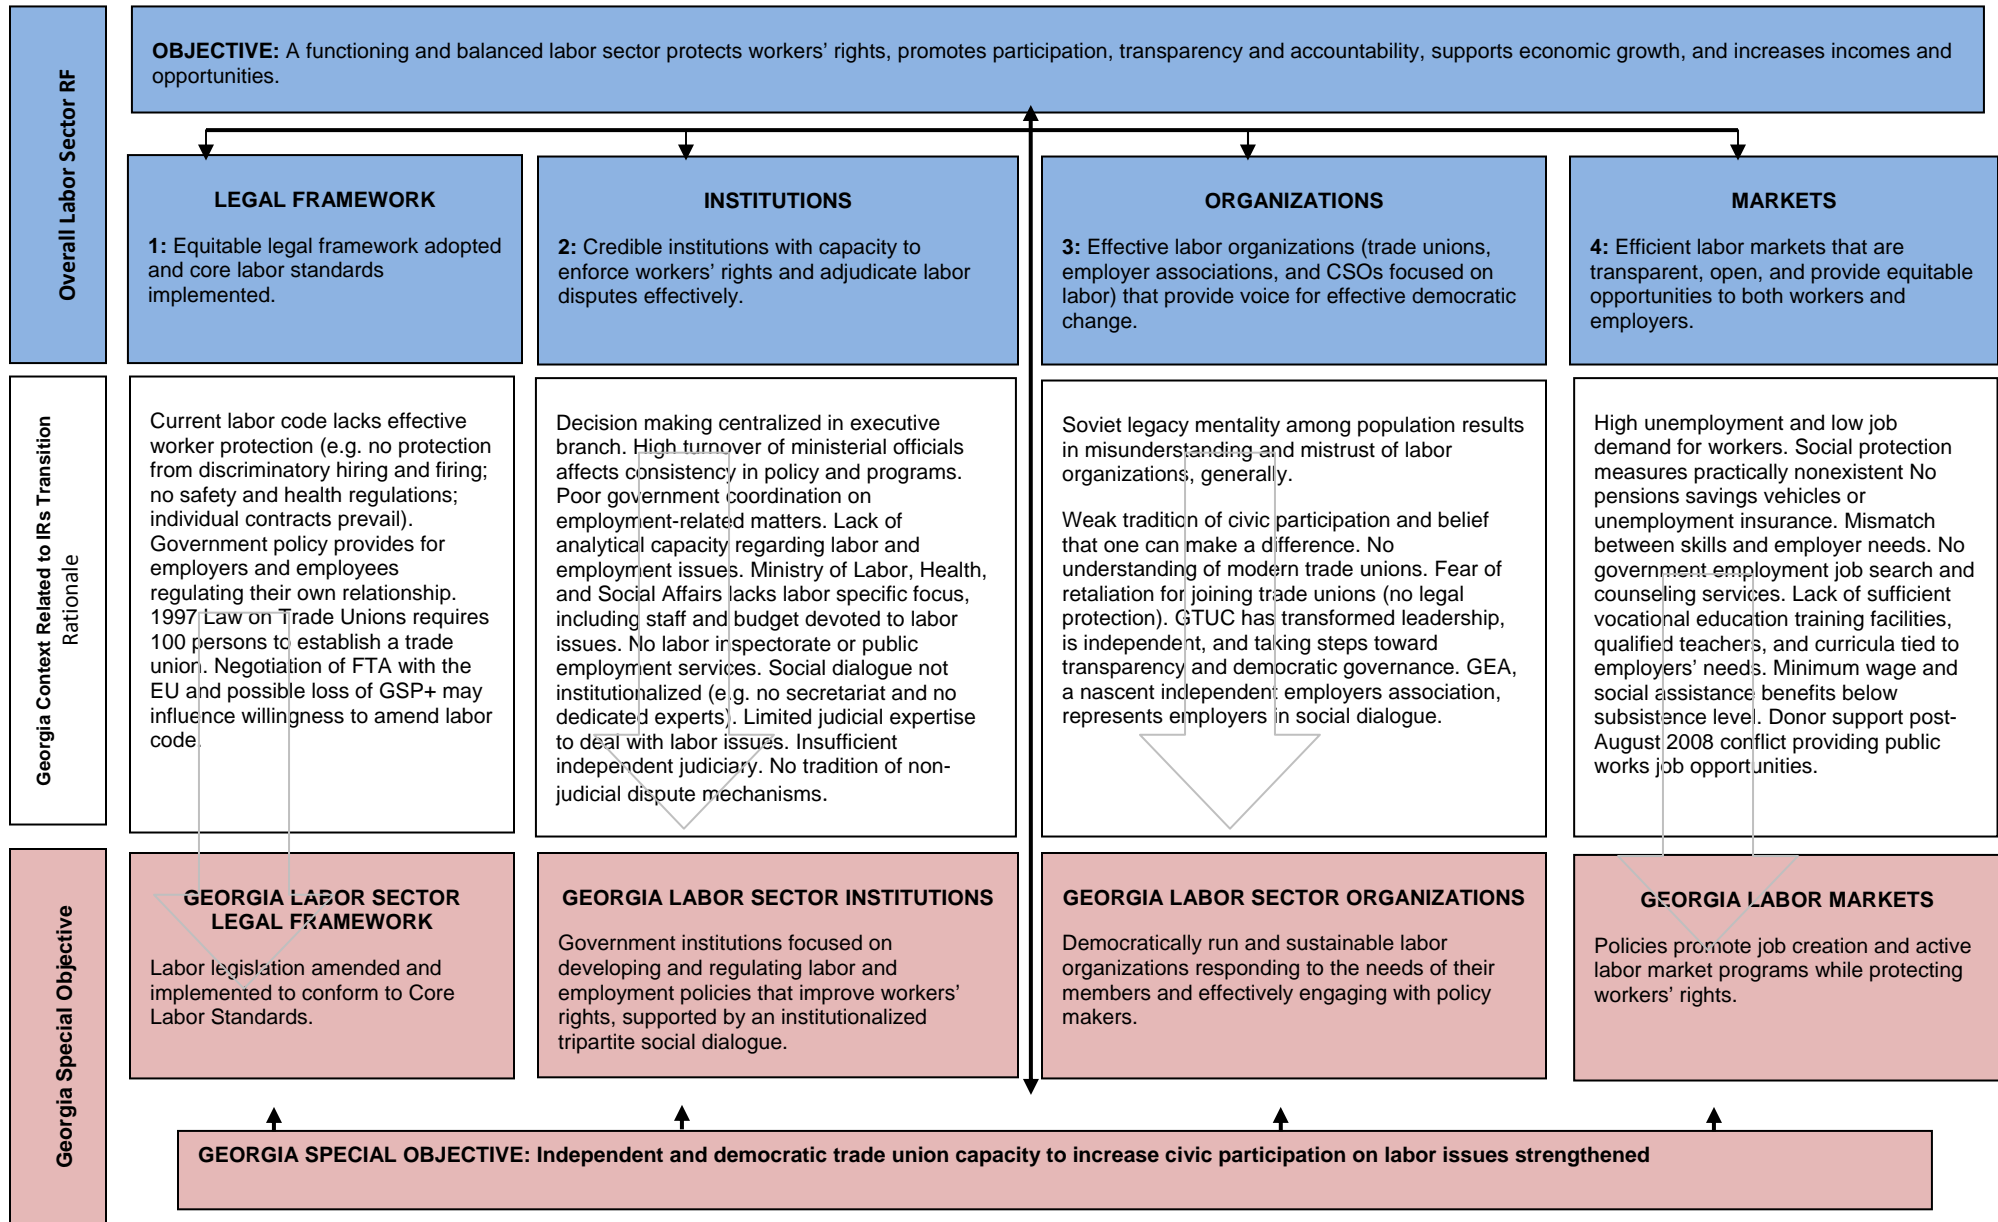 Overall Labor Sector RF
OBJECTIVE: A functioning and balanced labor sector protects workers’ rights, promotes participation, transparency and accountability, supports economic growth, and increases incomes and
opportunities.
LEGAL FRAMEWORK
1: Equitable legal framework adopted
and core labor standards
implemented.
INSTITUTIONS
2: Credible institutions with capacity to
enforce workers’ rights and adjudicate labor
disputes effectively.
ORGANIZATIONS
3: Effective labor organizations (trade unions,
employer associations, and CSOs focused on
labor) that provide voice for effective democratic
change.
MARKETS
4: Efficient labor markets that are
transparent, open, and provide equitable
opportunities to both workers and
employers.
Georgia Context Related to IRs Transition
Rationale
Current labor code lacks effective
worker protection (e.g. no protection
from discriminatory hiring and firing;
no safety and health regulations;
individual contracts prevail).
Government policy provides for
employers and employees
regulating their own relationship.
1997 Law on Trade Unions requires
100 persons to establish a trade
union. Negotiation of FTA with the
EU and possible loss of GSP+ may
influence willingness to amend labor
code.
Decision making centralized in executive
branch. High turnover of ministerial officials
affects consistency in policy and programs.
Poor government coordination on
employment-related matters. Lack of
analytical capacity regarding labor and
employment issues. Ministry of Labor, Health,
and Social Affairs lacks labor specific focus,
including staff and budget devoted to labor
issues. No labor inspectorate or public
employment services. Social dialogue not
institutionalized (e.g. no secretariat and no
dedicated experts). Limited judicial expertise
to deal with labor issues. Insufficient
independent judiciary. No tradition of non-
judicial dispute mechanisms.
Soviet legacy mentality among population results
in misunderstanding and mistrust of labor
organizations, generally.
Weak tradition of civic participation and belief
that one can make a difference. No
understanding of modern trade unions. Fear of
retaliation for joining trade unions (no legal
protection). GTUC has transformed leadership,
is independent, and taking steps toward
transparency and democratic governance. GEA,
a nascent independent employers association,
represents employers in social dialogue.
High unemployment and low job
demand for workers. Social protection
measures practically nonexistent No
pensions savings vehicles or
unemployment insurance. Mismatch
between skills and employer needs. No
government employment job search and
counseling services. Lack of sufficient
vocational education training facilities,
qualified teachers, and curricula tied to
employers’ needs. Minimum wage and
social assistance benefits below
subsistence level. Donor support post-
August 2008 conflict providing public
works job opportunities.
Georgia Special Objective
GEORGIA LABOR SECTOR
LEGAL FRAMEWORK
Labor legislation amended and
implemented to conform to Core
Labor Standards.
GEORGIA LABOR SECTOR INSTITUTIONS
Government institutions focused on
developing and regulating labor and
employment policies that improve workers’
rights, supported by an institutionalized
tripartite social dialogue.
GEORGIA LABOR SECTOR ORGANIZATIONS
Democratically run and sustainable labor
organizations responding to the needs of their
members and effectively engaging with policy
makers.
GEORGIA LABOR MARKETS
Policies promote job creation and active
labor market programs while protecting
workers’ rights.
GEORGIA SPECIAL OBJECTIVE: Independent and democratic trade union capacity to increase civic participation on labor issues strengthened